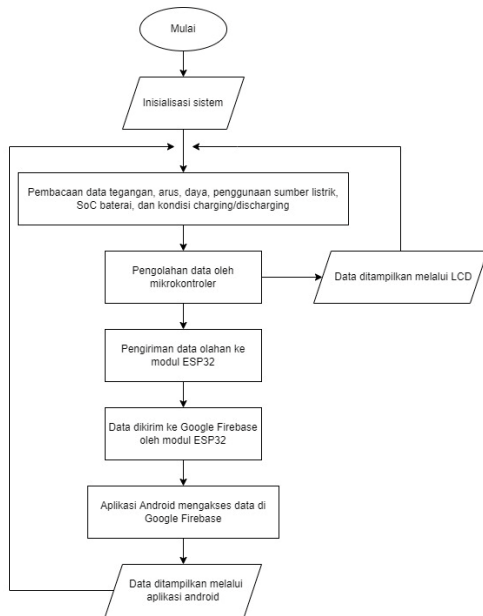 Mulai
Inisialisasi sistem
Pembacaan data tegangan, arus, daya, penggunaan sumber listrik,
SoC baterai, dan kondisi charging/discharging
Pengolahan data oleh
mikrokontroler
Data ditampilkan melalui LCD
Pengiriman data olahan ke
modul ESP32
Data dikirim ke Google Firebase
oleh modul ESP32
Aplikasi Android mengakses data di
Google Firebase
Data ditampilkan melalui
aplikasi android